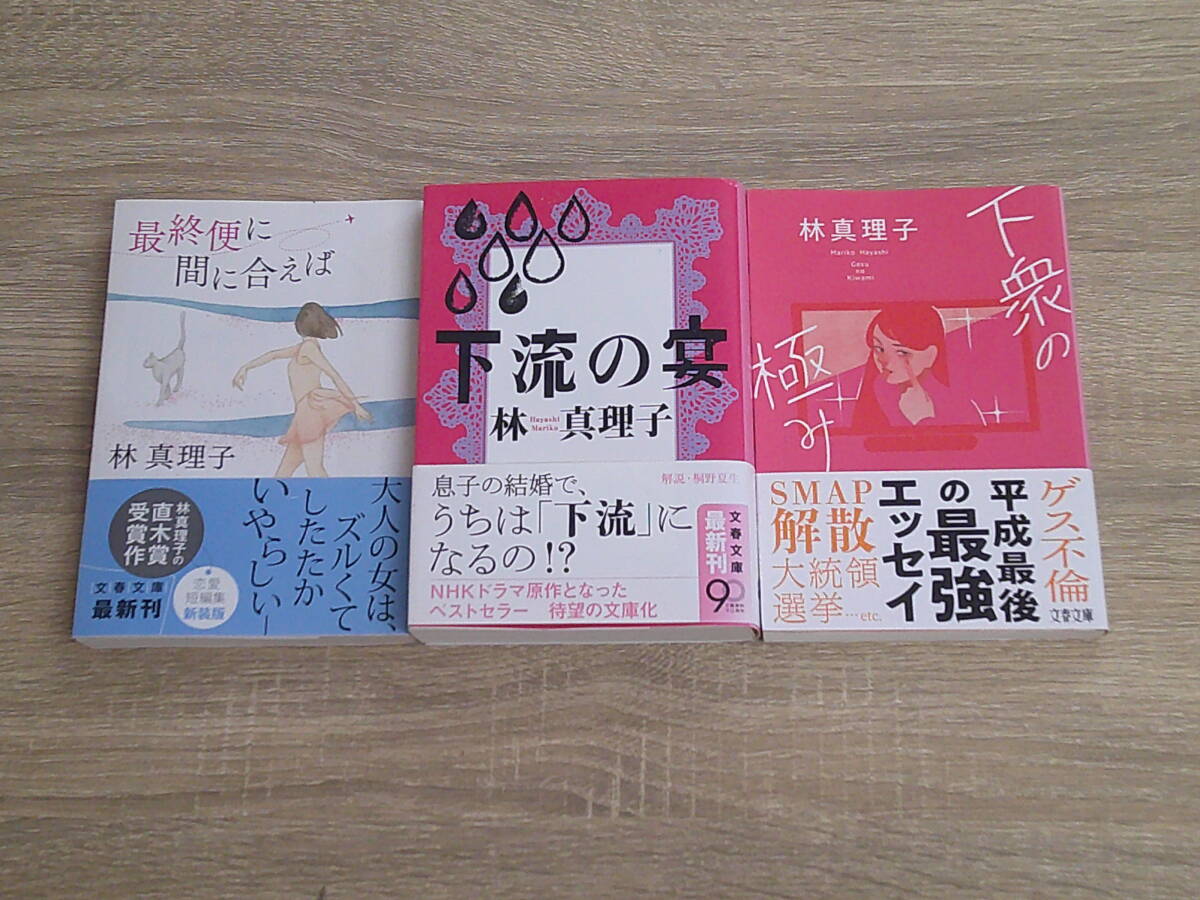 最終便に
間に合えば
林 真理子
林真理子の
直木賞
受賞作
文春文庫
最新刊
恋愛
短編集
新装版
大人の女は、
ズルくて
したたか
いやらしい—
下流の宴
林
Hayashi
Mariko
真理子
解説・桐野夏生
息子の結婚で、
うちは「下流」に
なるの!?
NHKドラマ原作となった
ベストセラー 待望の文庫化
文春文庫
最新刊
90
林真理子
Mariko Hayashi
Gesu
no
Kiwami
下衆の
極み
ゲス不倫
平成最後
の最強
エッセイ
SMAP
解散
大統領
選挙…etc.
文春文庫